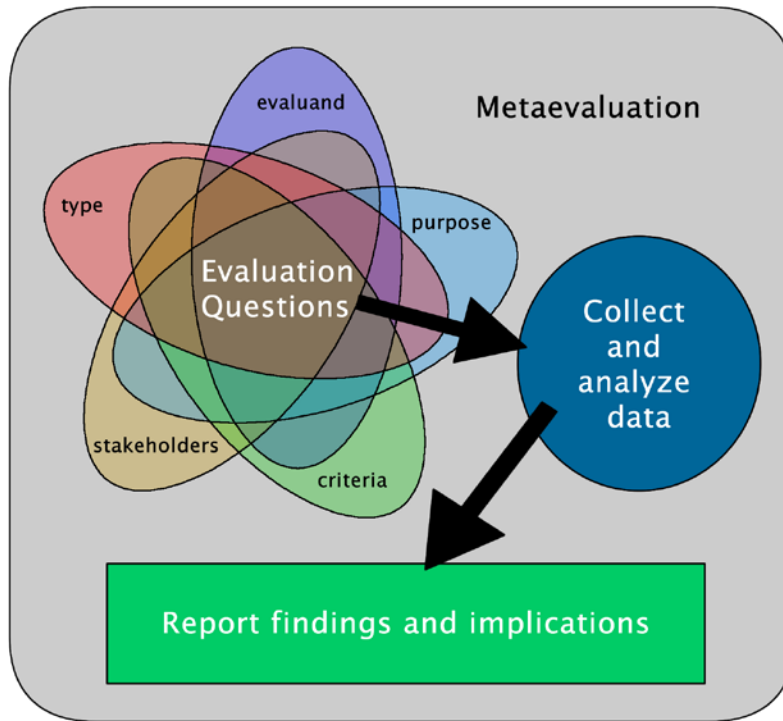 evaluand
Metaevaluation
type
purpose
Evaluation
Questions
Collect
and
analyze
data
stakeholders
criteria
Report findings and implications